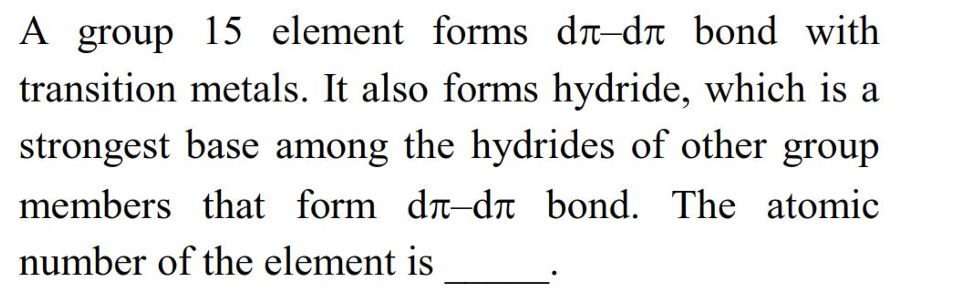 A group 15 element forms dπ–dπ bond with
transition metals. It also forms hydride, which is a
strongest base among the hydrides of other group
members that form dπ–dπ bond. The atomic
number of the element is _____.